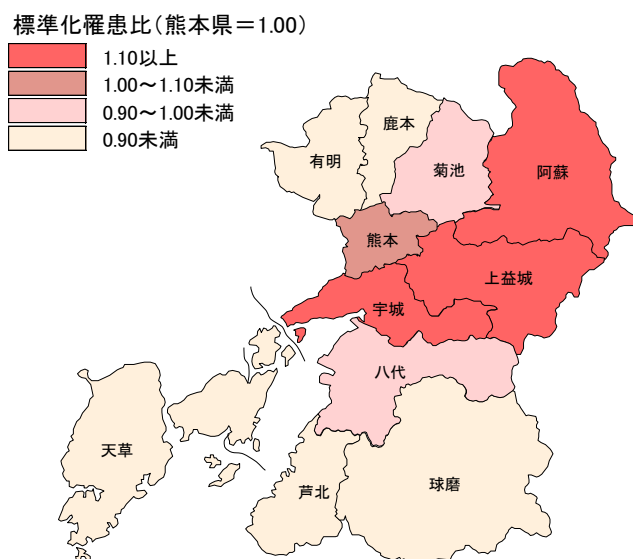 標準化罹患比(熊本県=1.00)
1.10以上
1.00～1.10未満
0.90～1.00未満
0.90未満
鹿本
有明
菊池
阿蘇
熊本
上益城
宇城
八代
天草
芦北
球磨